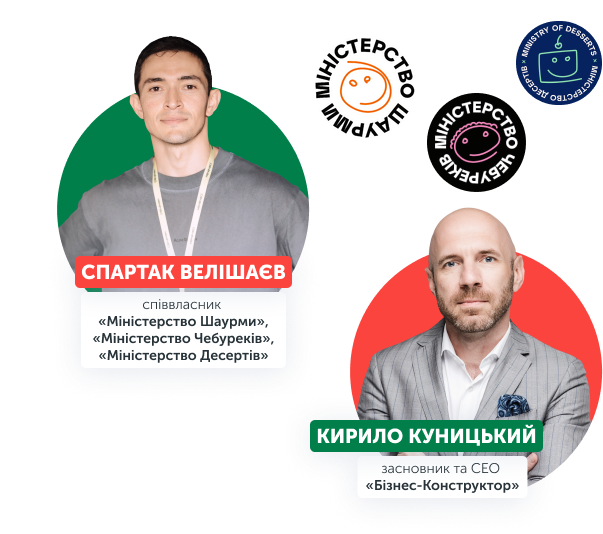 МІНІСТЕРСТВО ШАУРМИ
MINISTRY OF DESSERTS × МІНІСТЕРСТВО ДЕСЕРТІВ ×
МІНІСТЕРСТВО ЧЕБУРЕКІВ
СПАРТАК ВЕЛІШАЄВ
співвласник
«Міністерство Шаурми»,
«Міністерство Чебуреків»,
«Міністерство Десертів»
КИРИЛО КУНИЦЬКИЙ
засновник та СЕО
«Бізнес-Конструктор»